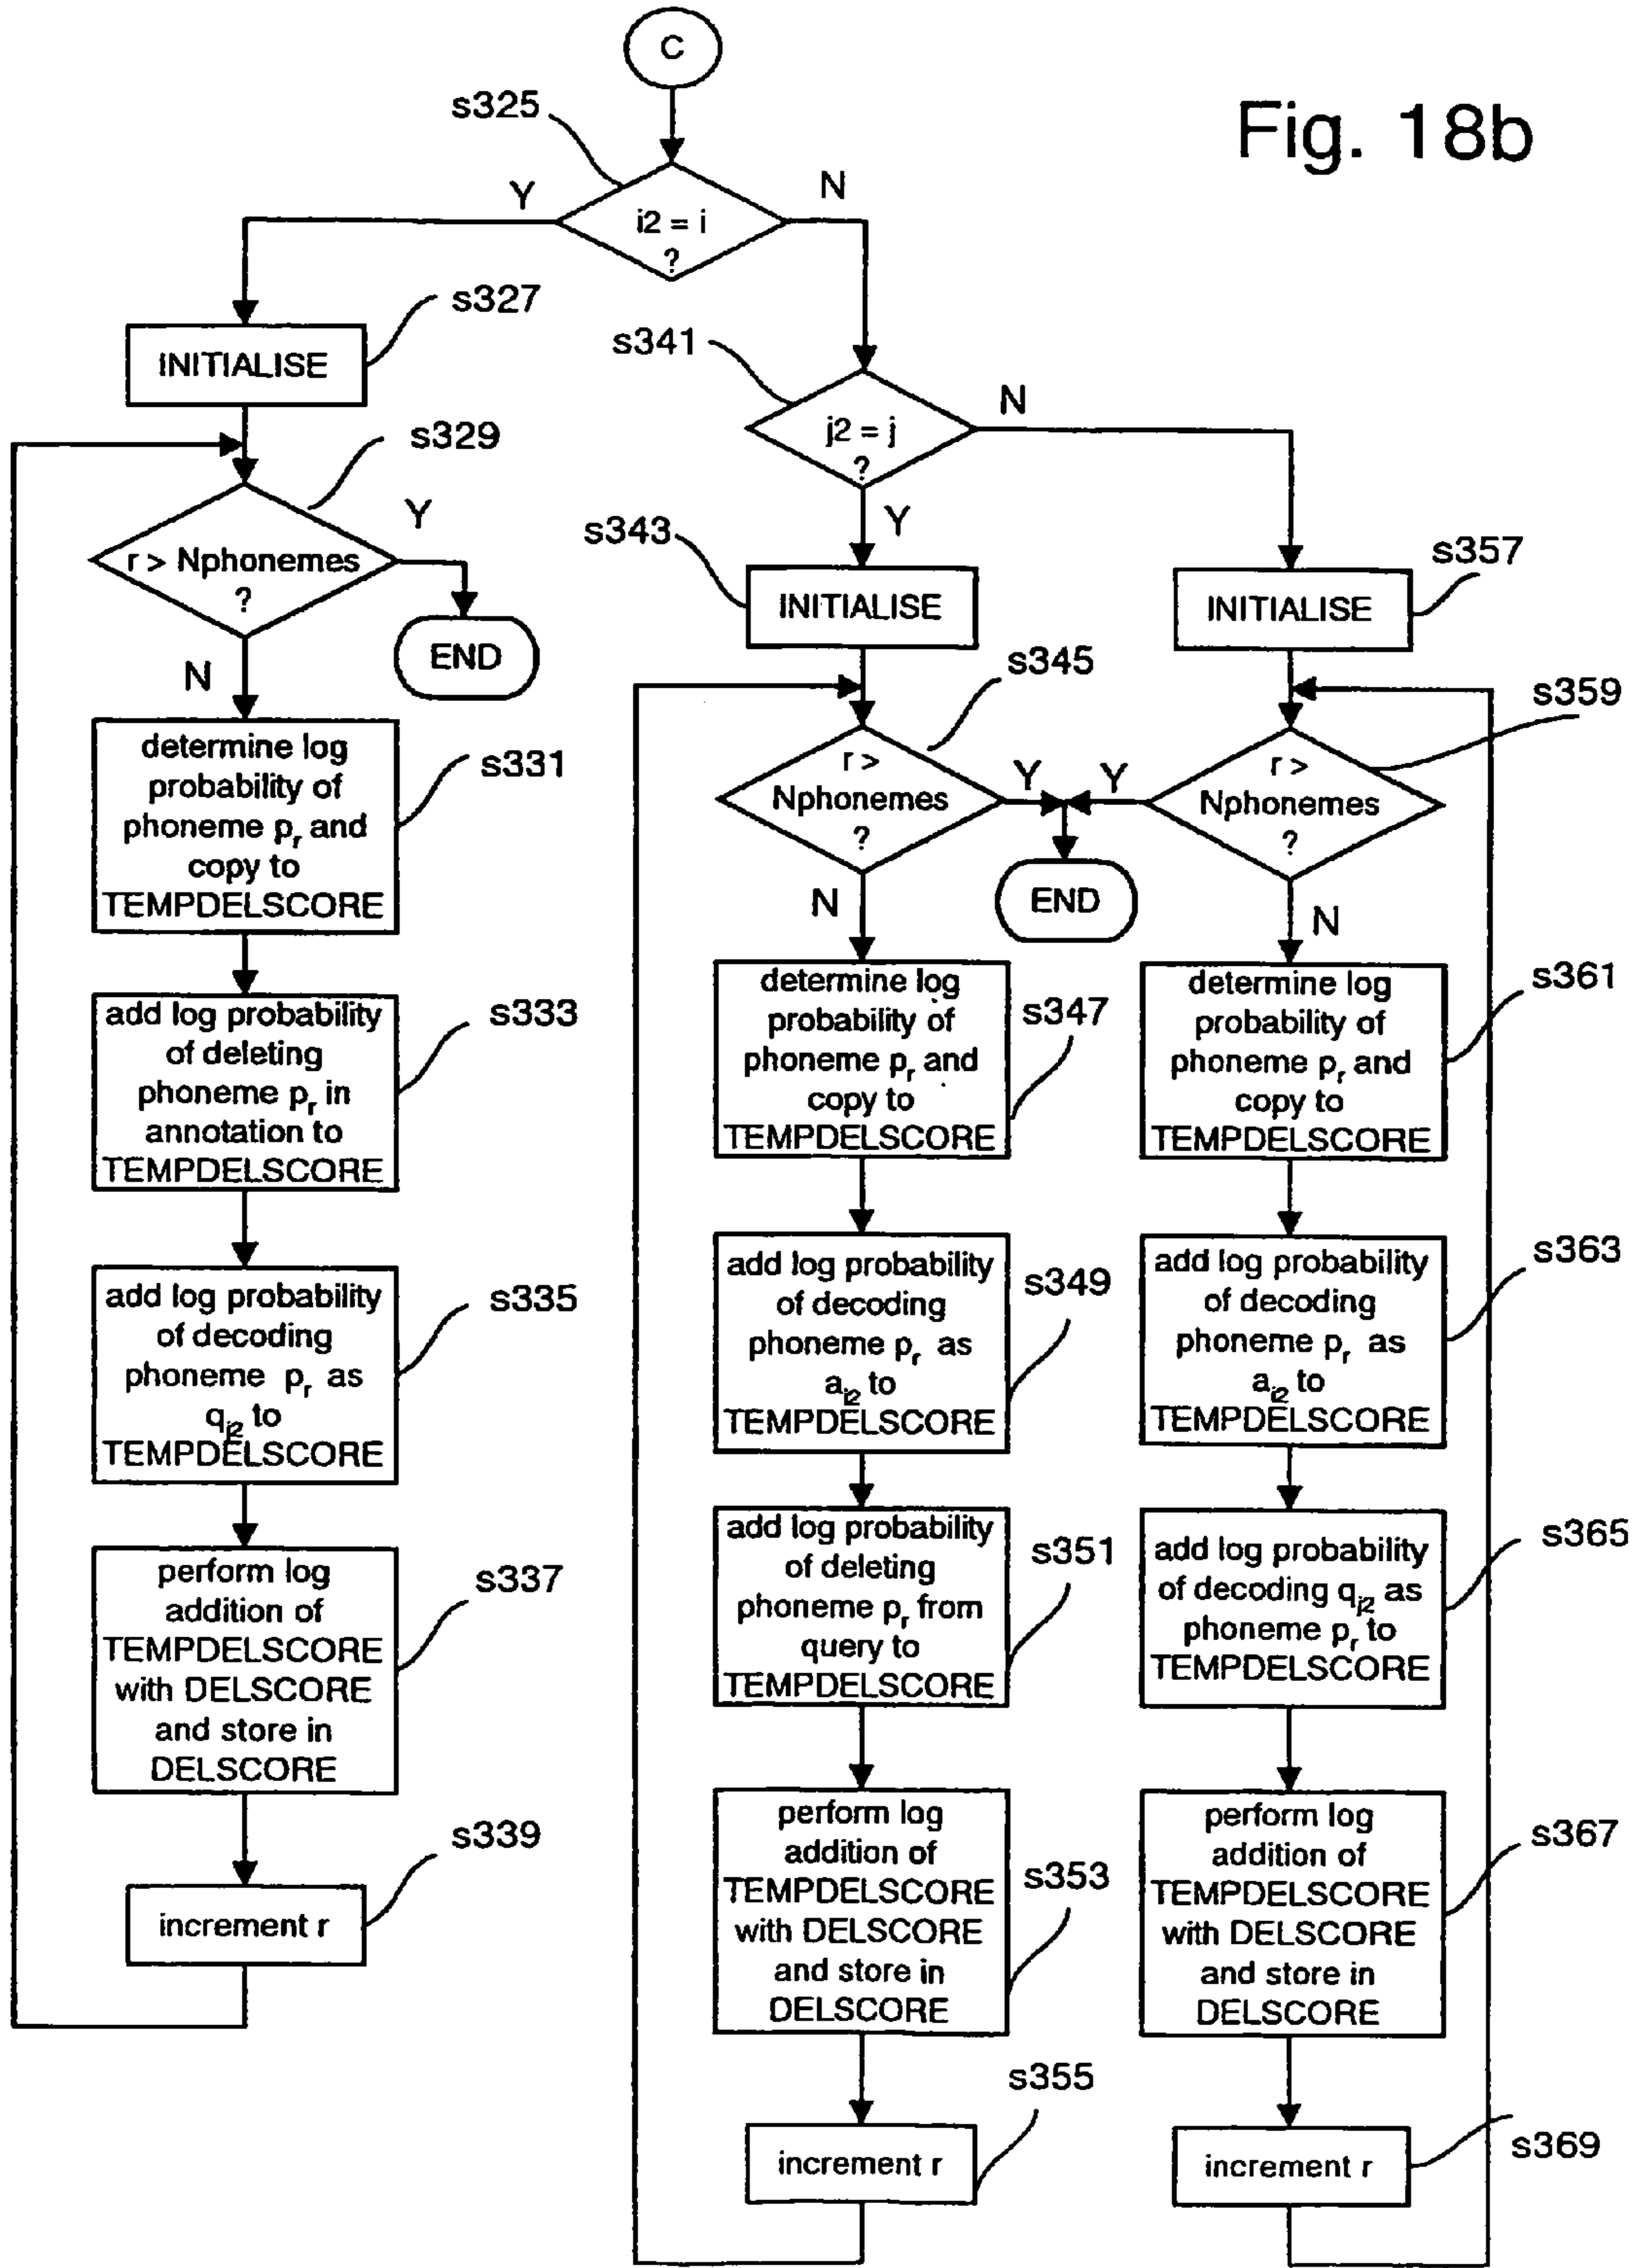 Fig. 18b
C
s325
i2 = i
?
Y
N
s327
INITIALISE
s329
r > Nphonemes
?
Y
END
N
s331
determine log
probability of
phoneme pr and
copy to
TEMPDELSCORE
s333
add log probability
of deleting
phoneme pr in
annotation to
TEMPDELSCORE
s335
add log probability
of decoding
phoneme pr as
qj2 to
TEMPDELSCORE
s337
perform log
addition of
TEMPDELSCORE
with DELSCORE
and store in
DELSCORE
s339
increment r
s341
j2 = j
?
N
Y
s343
INITIALISE
s345
r >
Nphonemes
?
Y
N
END
s347
determine log
probability of
phoneme pr and
copy to
TEMPDELSCORE
s349
add log probability
of decoding
phoneme pr as
ai2 to
TEMPDELSCORE
s351
add log probability
of deleting
phoneme pr from
query to
TEMPDELSCORE
s353
perform log
addition of
TEMPDELSCORE
with DELSCORE
and store in
DELSCORE
s355
increment r
s357
INITIALISE
s359
r >
Nphonemes
?
Y
N
s361
determine log
probability of
phoneme pr and
copy to
TEMPDELSCORE
s363
add log probability
of decoding
phoneme pr as
ai2 to
TEMPDELSCORE
s365
add log probability
of decoding qj2 as
phoneme pr to
TEMPDELSCORE
s367
perform log
addition of
TEMPDELSCORE
with DELSCORE
and store in
DELSCORE
s369
increment r